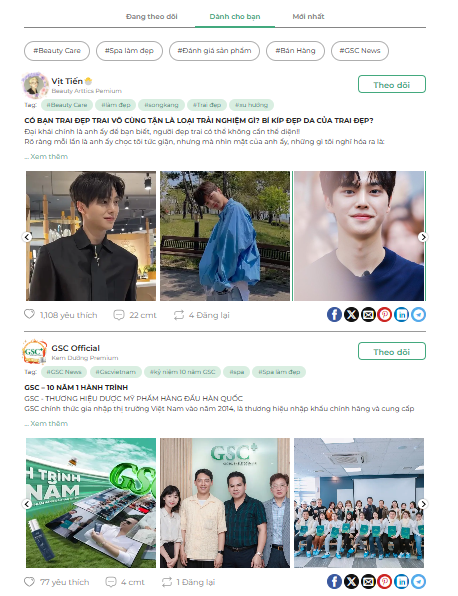 Đang theo dõi
Dành cho bạn
Mới nhất
#Beauty Care
#Spa làm đẹp
#Đánh giá sản phẩm
#Bán Hàng
#GSC News
Vịt Tiến
Beauty Arttics Pemium
Theo dõi
Tag:
#Beauty Care
#làm đẹp
#songkang
#Trai đẹp
#xu hướng
CÓ BẠN TRAI ĐẸP TRAI VÔ CÙNG TẬN LÀ LOẠI TRẢI NGHIỆM GÌ? BÍ KÍP ĐẸP DA CỦA TRAI ĐẸP?
Đại khái chính là anh ấy để bạn biết, người đẹp trai có thể không cần thể diện!!
Rõ ràng mỗi lần là anh ấy chọc tôi tức giận, nhưng mà nhìn mặt của anh ấy, những gì tôi nghĩ hóa ra là:
... Xem thêm
1,108 yêu thích
22 cmt
4 Đăng lại
GSC Official
Kem Dưỡng Premium
Theo dõi
Tag:
#GSC News
#Gscvietnam
#kỷ niệm 10 năm GSC
#spa
#Spa làm đẹp
GSC – 10 NĂM 1 HÀNH TRÌNH
GSC - THƯƠNG HIỆU DƯỢC MỸ PHẨM HÀNG ĐẦU HÀN QUỐC
GSC chính thức gia nhập thị trường Việt Nam vào năm 2014, là thương hiệu nhập khẩu chính hãng và cung cấp
... Xem thêm
H TRÌNH
NĂM
GSC
GSC
77 yêu thích
4 cmt
1 Đăng lại